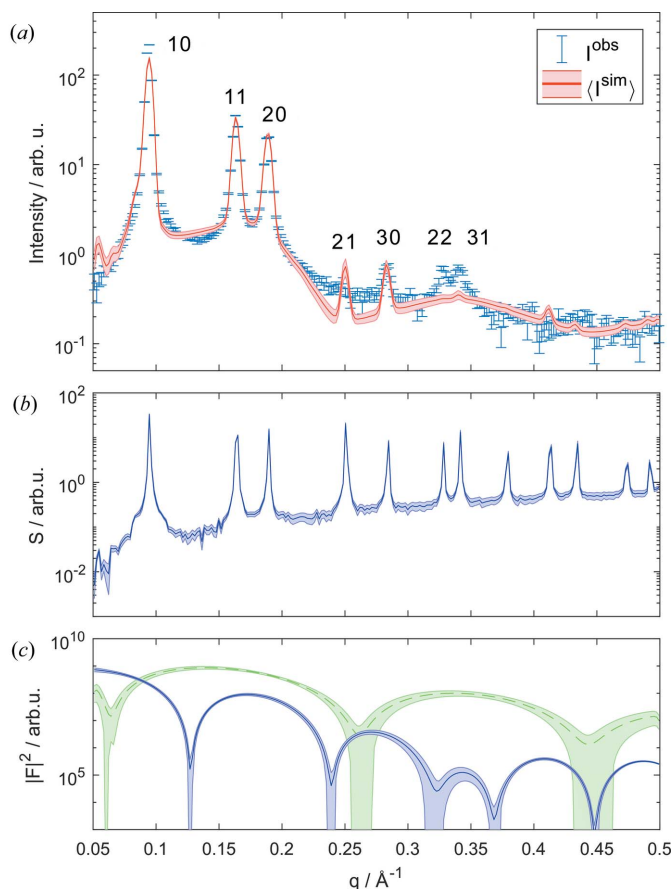 (a)
10
11
20
21
30
22
31
I^obs
⟨I^sim⟩
Intensity / arb. u.
10^2
10^1
10^0
10^-1
(b)
S / arb.u.
10^2
10^0
10^-2
(c)
|F|^2 / arb.u.
10^10
10^5
0.05 0.1 0.15 0.2 0.25 0.3 0.35 0.4 0.45 0.5
q / Å^-1